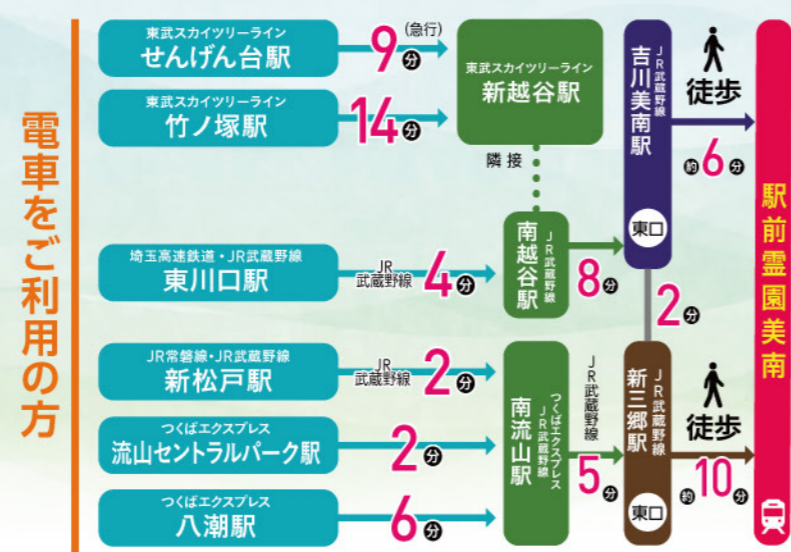 電車をご利用の方
東武スカイツリーライン
せんげん台駅
9分
(急行)
東武スカイツリーライン
竹ノ塚駅
14分
東武スカイツリーライン
新越谷駅
隣接
埼玉高速鉄道・JR武蔵野線
東川口駅
JR
武蔵野線
4分
南越谷駅
JR武蔵野線
8分
吉川美南駅
JR武蔵野線
東口
徒歩
約6分
2分
JR常磐線・JR武蔵野線
新松戸駅
JR
武蔵野線
2分
つくばエクスプレス
流山セントラルパーク駅
2分
つくばエクスプレス
八潮駅
6分
つくばエクスプレス
JR武蔵野線
南流山駅
JR武蔵野線
5分
JR武蔵野線
新三郷駅
東口
徒歩
約10分
駅前霊園美南